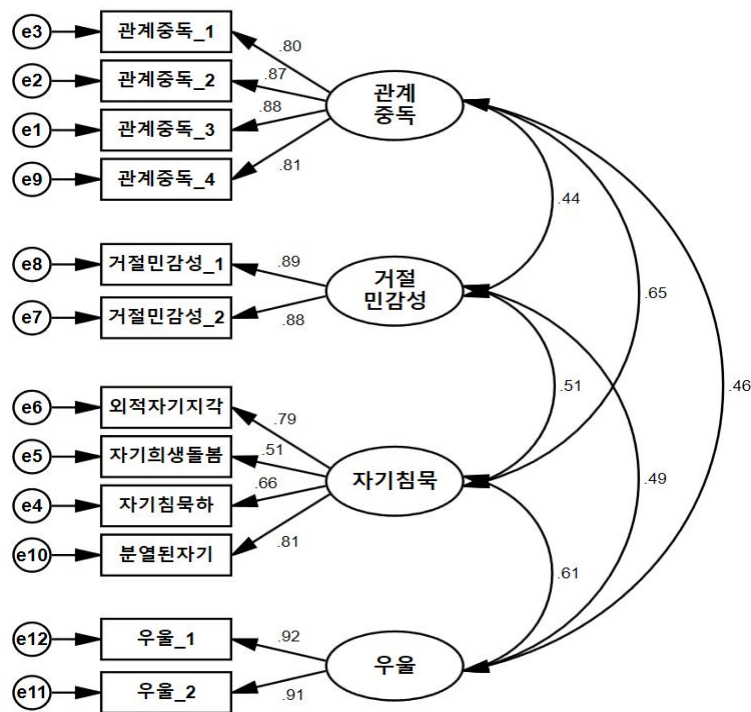 e3
관계중독_1
.80
e2
관계중독_2
.87
관계
중독
e1
관계중독_3
.88
e9
관계중독_4
.81
.44
e8
거절민감성_1
.89
거절
민감성
e7
거절민감성_2
.88
.65
.51
.46
e6
외적자기지각
.79
e5
자기희생돌봄
.51
자기침묵
.49
e4
자기침묵하
.66
e10
분열된자기
.81
.61
e12
우울_1
.92
우울
e11
우울_2
.91